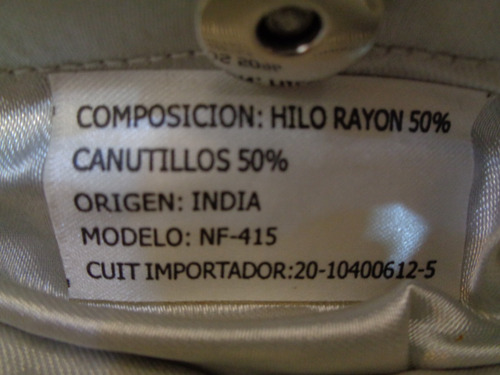 COMPOSICION: HILO RAYON 50%
CANUTILLOS 50%
ORIGEN: INDIA
MODELO: NF-415
CUIT IMPORTADOR:20-10400612-5